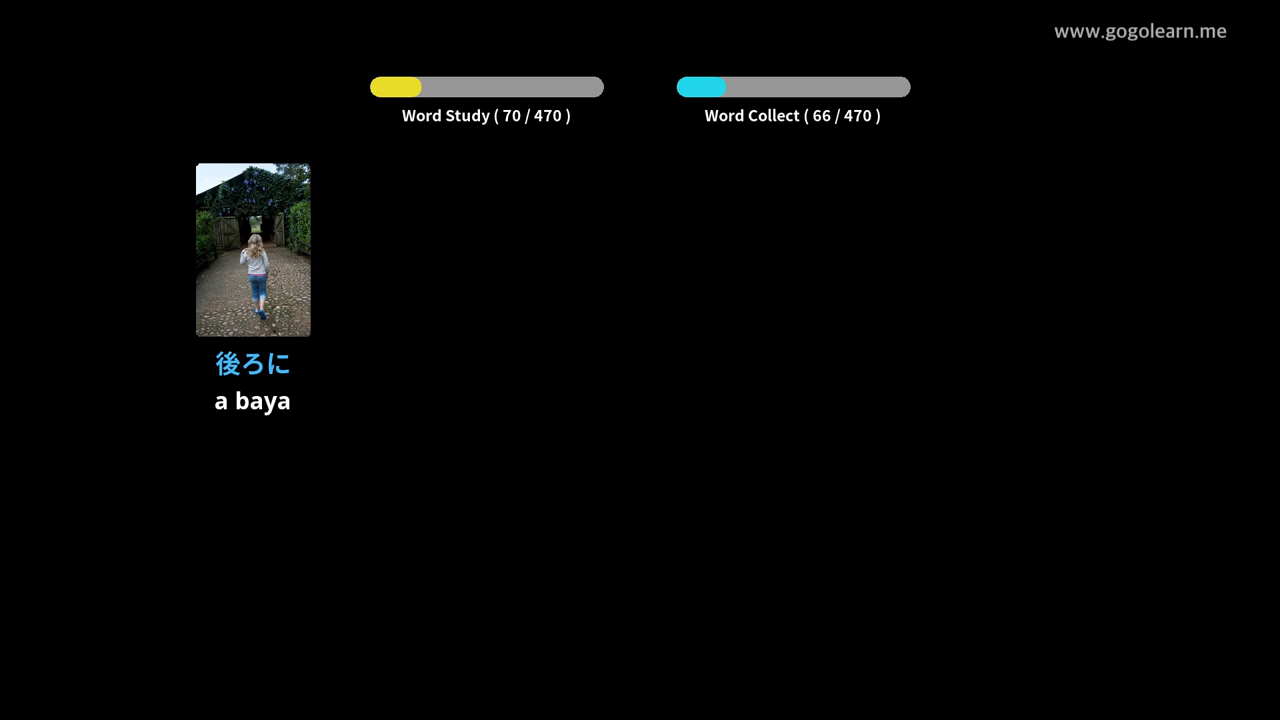 www.gogolearn.me
Word Study ( 70 / 470 )
Word Collect ( 66 / 470 )
後ろに
a baya